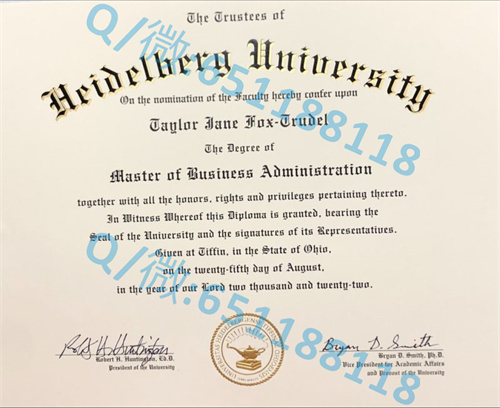 The Trustees of
Heidelberg University
On the nomination of the Faculty hereby confer upon
Taylor Jane Fox-Trudel
The Degree of
Master of Business Administration
together with all the honors, rights and privileges pertaining thereto.
In Witness Whereof this Diploma is granted, bearing the
Seal of the University and the signatures of its Representatives.
Given at Tiffin, in the State of Ohio,
on the twenty-fifth day of August,
in the year of our Lord two thousand and twenty-two.
Robert H. Huntington, Ed.D.
President of the University
Bryan D. Smith
Bryan D. Smith, Ph.D.
Vice President for Academic Affairs
and Provost of the University
Q/微:651188118
Q/微:651188118